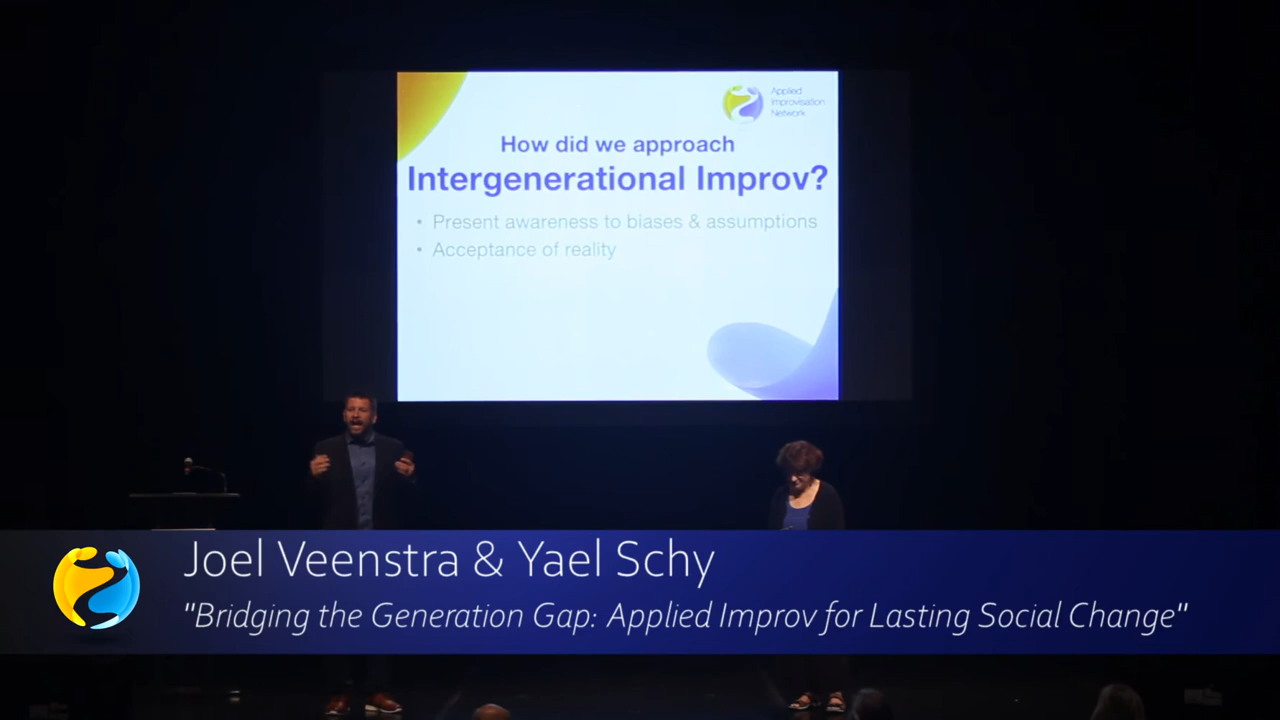 Applied
Improvisation
Network
How did we approach
Intergenerational Improv?
• Present awareness to biases & assumptions
• Acceptance of reality
Joel Veenstra & Yael Schy
"Bridging the Generation Gap: Applied Improv for Lasting Social Change"